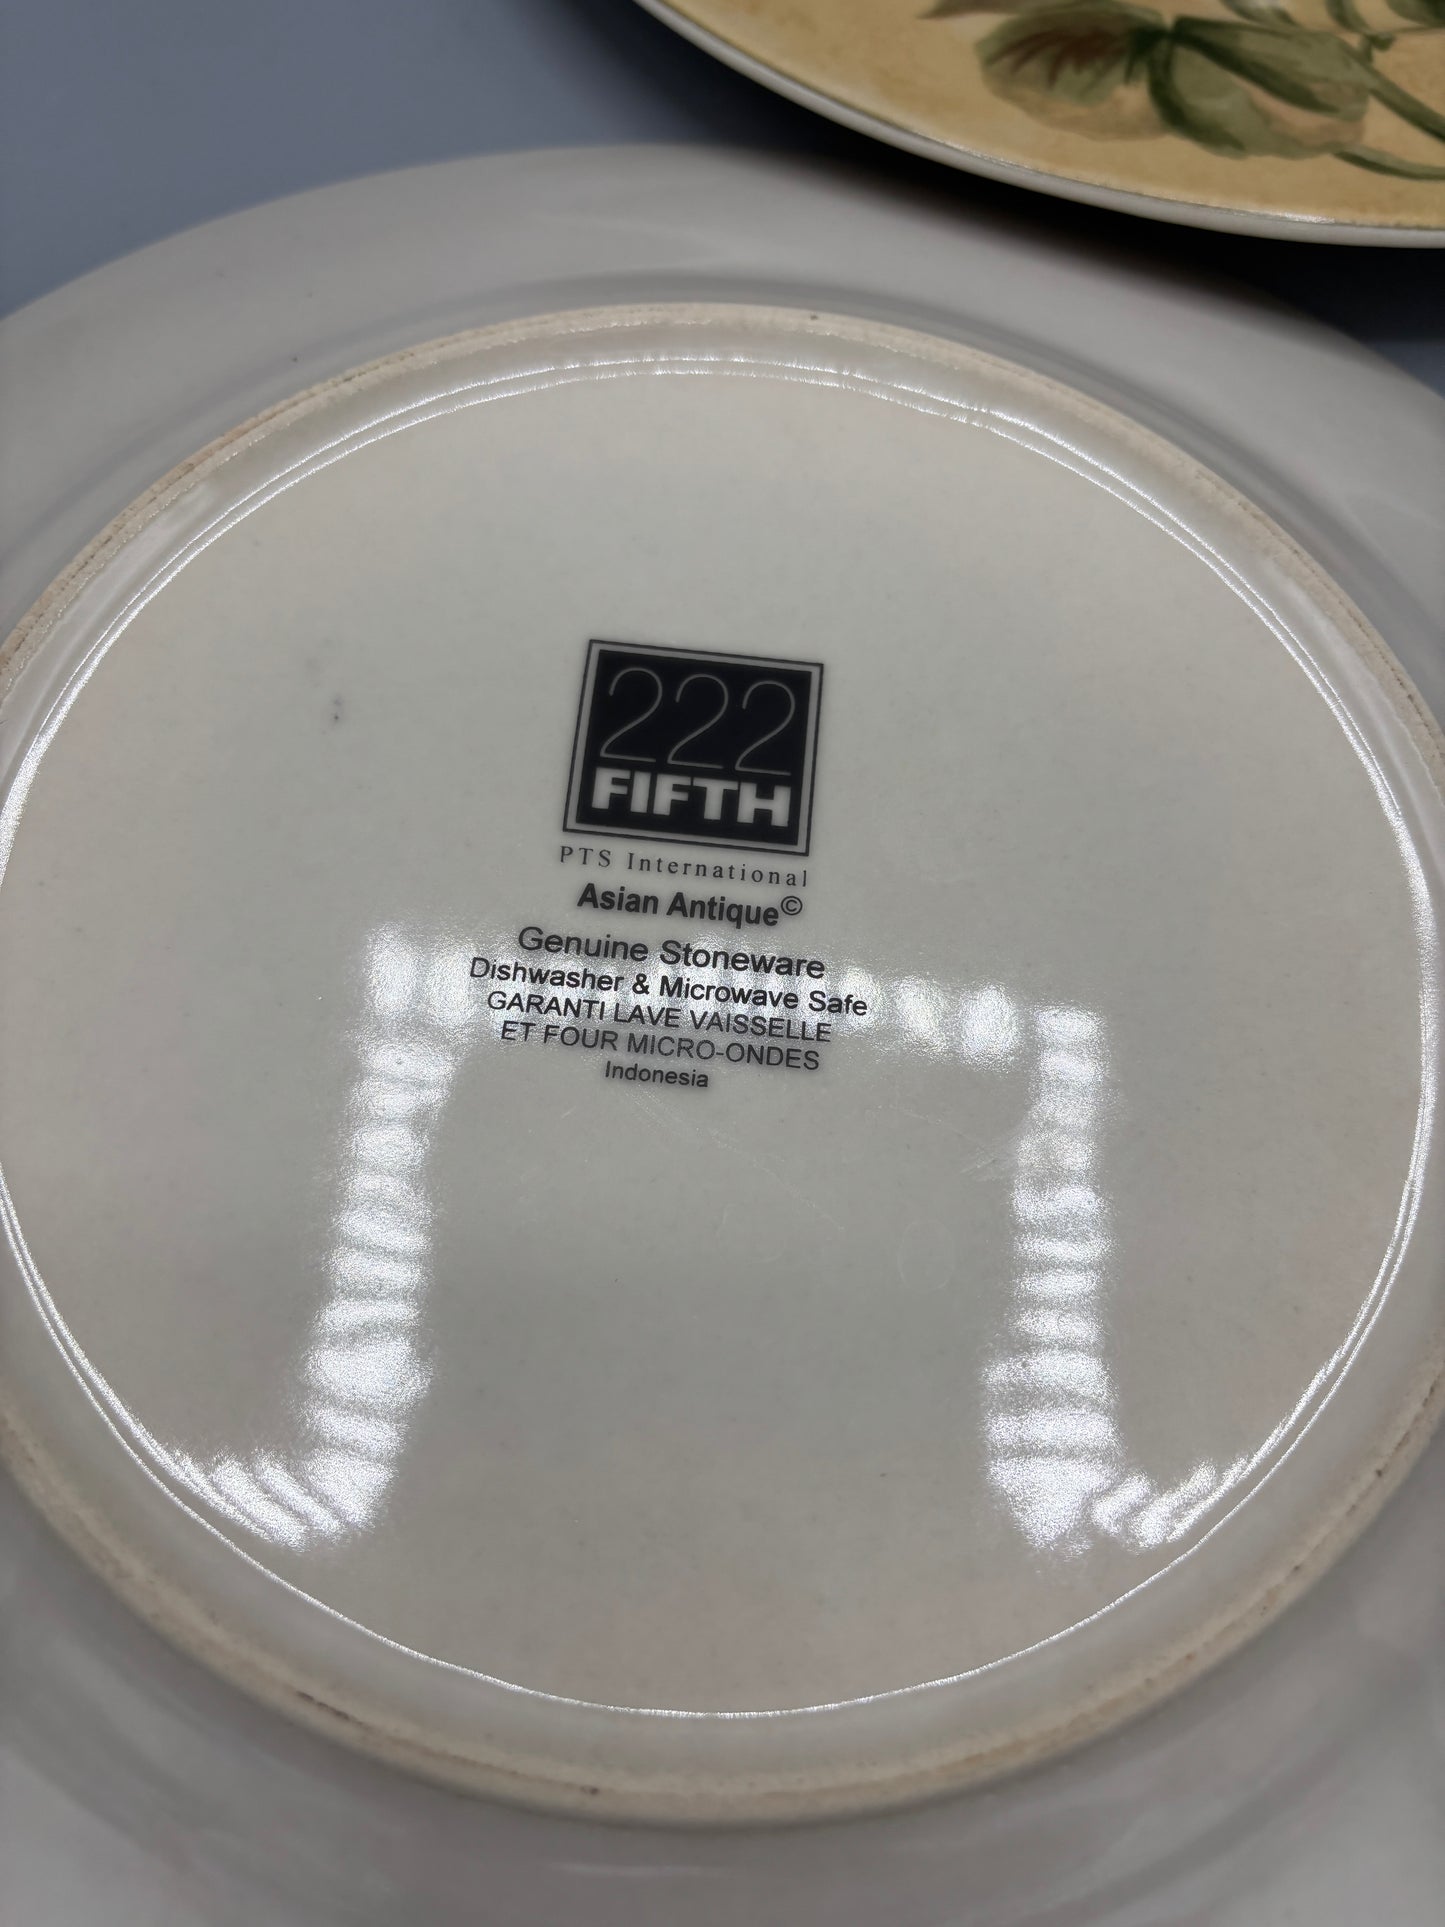 222
FIFTH
PTS International
Asian Antique©
Genuine Stoneware
Dishwasher & Microwave Safe
GARANTI LAVE VAISSELLE
ET FOUR MICRO-ONDES
Indonesia